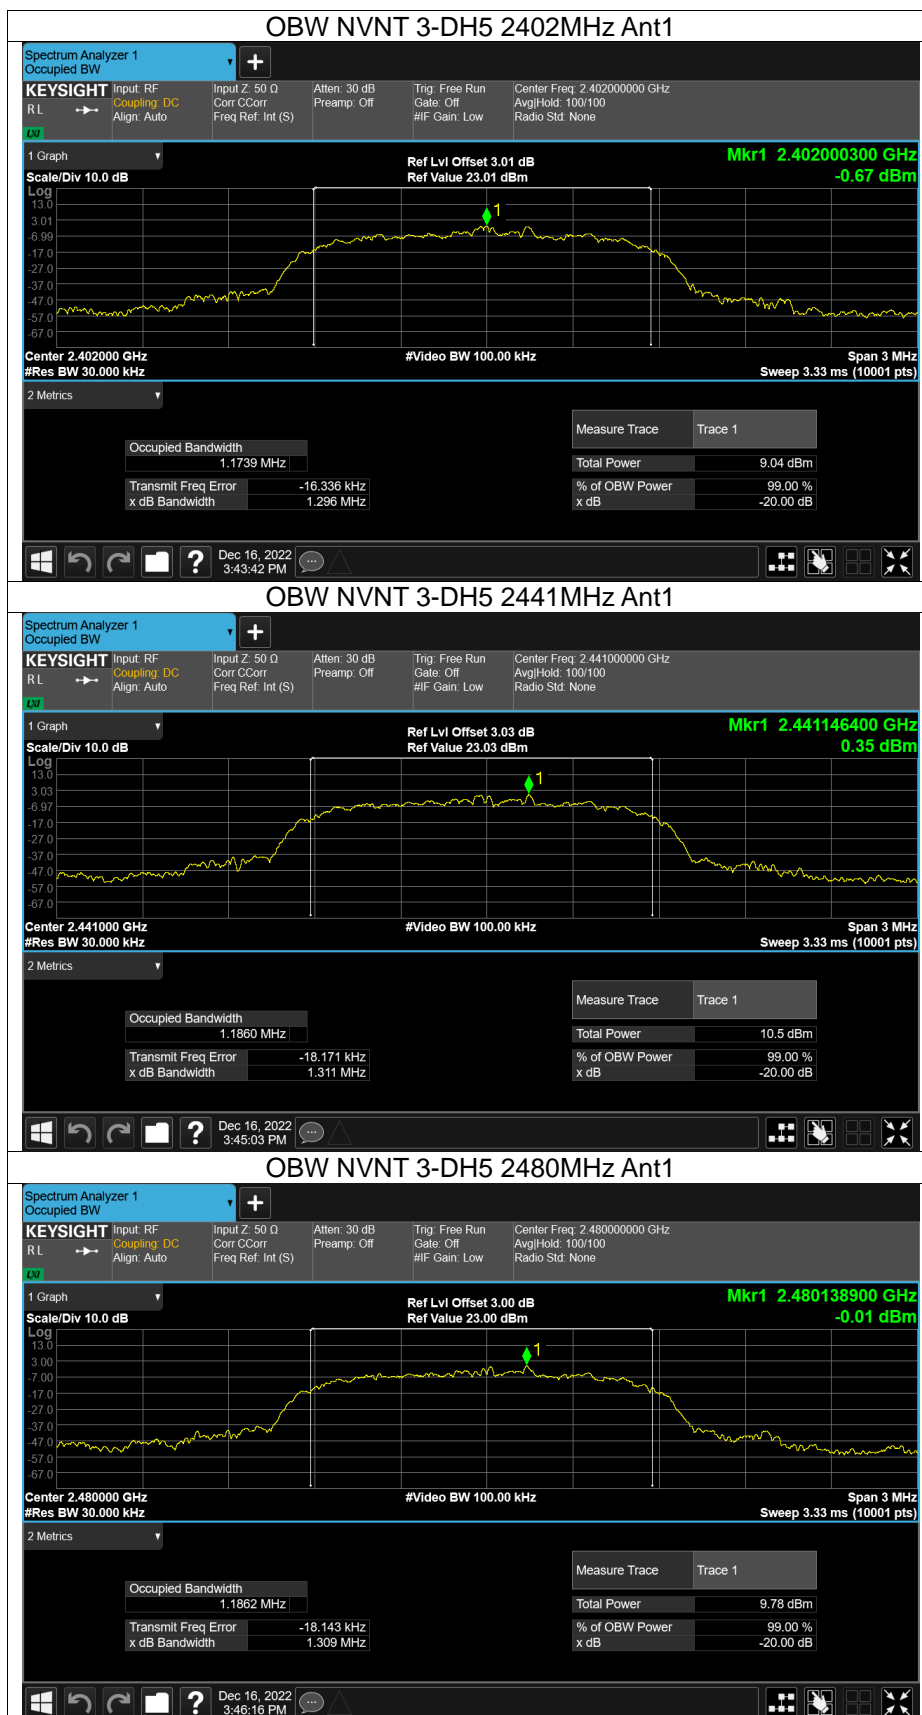 OBW NVNT 3-DH5 2402MHz Ant1
Spectrum Analyzer 1
Occupied BW
KEYSIGHT Input: RF Input Z: 50 Ω Atten: 30 dB Trig: Free Run Center Freq: 2.402000000 GHz
RL Coupling: DC Corr CCorr Preamp: Off Gate: Off Avg|Hold: 100/100
Align: Auto Freq Ref: Int (S) #IF Gain: Low Radio Std: None
LXI
1 Graph Ref Lvl Offset 3.01 dB Mkr1 2.402000300 GHz
Scale/Div 10.0 dB Ref Value 23.01 dBm -0.67 dBm
Log
13.0
1
3.01
-6.99
-17.0
-27.0
-37.0
-47.0
-57.0
-67.0
Center 2.402000 GHz #Video BW 100.00 kHz Span 3 MHz
#Res BW 30.000 kHz Sweep 3.33 ms (10001 pts)
2 Metrics
Measure Trace Trace 1
Occupied Bandwidth
1.1739 MHz Total Power 9.04 dBm
Transmit Freq Error -16.336 kHz % of OBW Power 99.00 %
x dB Bandwidth 1.296 MHz x dB -20.00 dB
? Dec 16, 2022
3:43:42 PM
OBW NVNT 3-DH5 2441MHz Ant1
Spectrum Analyzer 1
Occupied BW
KEYSIGHT Input: RF Input Z: 50 Ω Atten: 30 dB Trig: Free Run Center Freq: 2.441000000 GHz
RL Coupling: DC Corr CCorr Preamp: Off Gate: Off Avg|Hold: 100/100
Align: Auto Freq Ref: Int (S) #IF Gain: Low Radio Std: None
LXI
1 Graph Ref Lvl Offset 3.03 dB Mkr1 2.441146400 GHz
Scale/Div 10.0 dB Ref Value 23.03 dBm 0.35 dBm
Log
13.0
1
3.03
-6.97
-17.0
-27.0
-37.0
-47.0
-57.0
-67.0
Center 2.441000 GHz #Video BW 100.00 kHz Span 3 MHz
#Res BW 30.000 kHz Sweep 3.33 ms (10001 pts)
2 Metrics
Measure Trace Trace 1
Occupied Bandwidth
1.1860 MHz Total Power 10.5 dBm
Transmit Freq Error -18.171 kHz % of OBW Power 99.00 %
x dB Bandwidth 1.311 MHz x dB -20.00 dB
? Dec 16, 2022
3:45:03 PM
OBW NVNT 3-DH5 2480MHz Ant1
Spectrum Analyzer 1
Occupied BW
KEYSIGHT Input: RF Input Z: 50 Ω Atten: 30 dB Trig: Free Run Center Freq: 2.480000000 GHz
RL Coupling: DC Corr CCorr Preamp: Off Gate: Off Avg|Hold: 100/100
Align: Auto Freq Ref: Int (S) #IF Gain: Low Radio Std: None
LXI
1 Graph Ref Lvl Offset 3.00 dB Mkr1 2.480138900 GHz
Scale/Div 10.0 dB Ref Value 23.00 dBm -0.01 dBm
Log
13.0
1
3.00
-7.00
-17.0
-27.0
-37.0
-47.0
-57.0
-67.0
Center 2.480000 GHz #Video BW 100.00 kHz Span 3 MHz
#Res BW 30.000 kHz Sweep 3.33 ms (10001 pts)
2 Metrics
Measure Trace Trace 1
Occupied Bandwidth
1.1862 MHz Total Power 9.78 dBm
Transmit Freq Error -18.143 kHz % of OBW Power 99.00 %
x dB Bandwidth 1.309 MHz x dB -20.00 dB
? Dec 16, 2022
3:46:16 PM